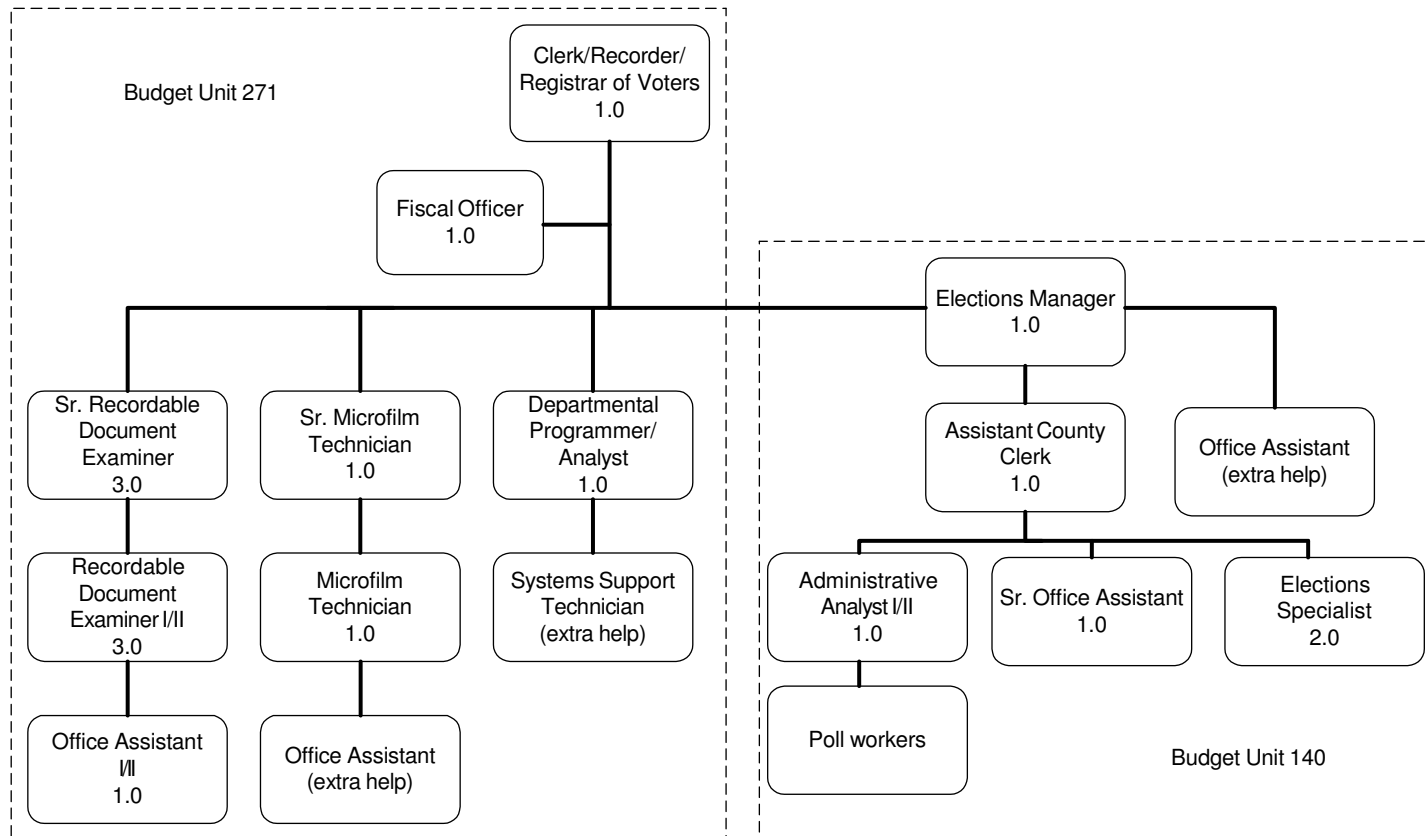 Clerk/Recorder/
Registrar of Voters
1.0
Budget Unit 271
Fiscal Officer
1.0
Elections Manager
1.0
Sr. Recordable
Document
Examiner
3.0
Sr. Microfilm
Technician
1.0
Departmental
Programmer/
Analyst
1.0
Assistant County
Clerk
1.0
Office Assistant
(extra help)
Recordable
Document
Examiner I/II
3.0
Microfilm
Technician
1.0
Systems Support
Technician
(extra help)
Administrative
Analyst I/II
1.0
Sr. Office Assistant
1.0
Elections
Specialist
2.0
Office Assistant
I/II
1.0
Office Assistant
(extra help)
Poll workers
Budget Unit 140